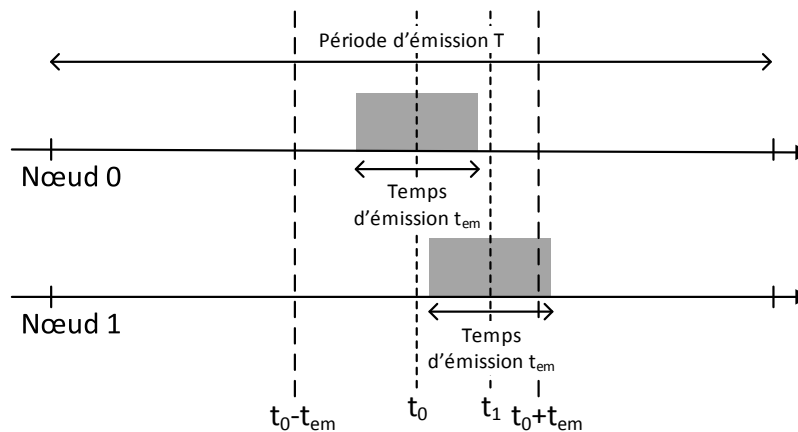 Période d'émission T
Nœud 0
Temps
d'émission tem
Nœud 1
Temps
d'émission tem
t0-tem
t0
t1
t0+tem